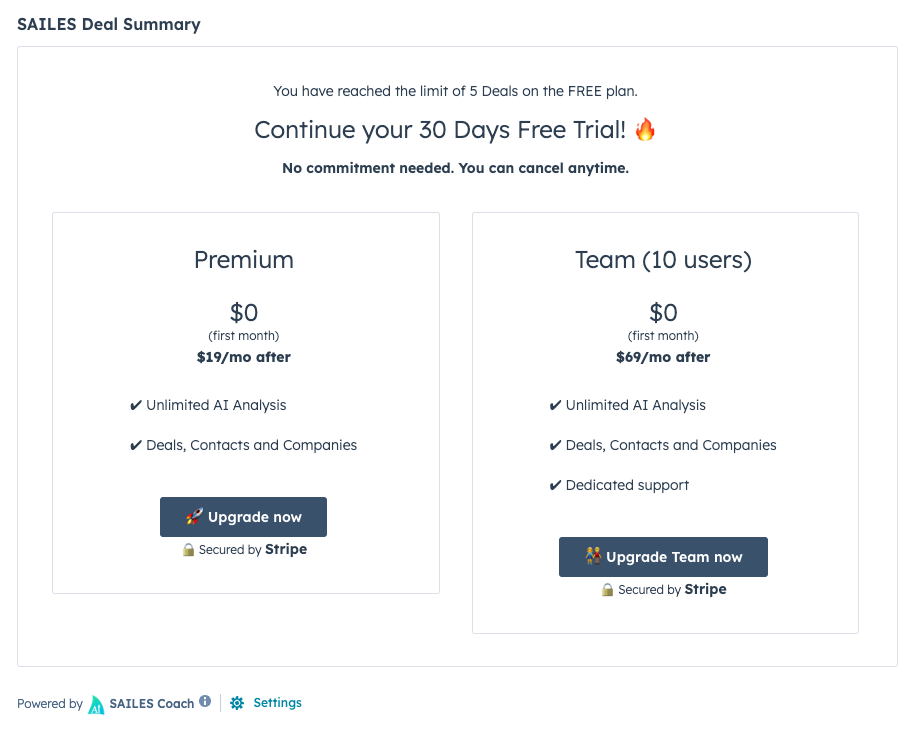 SAILES Deal Summary
You have reached the limit of 5 Deals on the FREE plan.
Continue your 30 Days Free Trial! 🔥
No commitment needed. You can cancel anytime.
Premium
$0
(first month)
$19/mo after
✔ Unlimited AI Analysis
✔ Deals, Contacts and Companies
🚀 Upgrade now
🔒 Secured by Stripe
Team (10 users)
$0
(first month)
$69/mo after
✔ Unlimited AI Analysis
✔ Deals, Contacts and Companies
✔ Dedicated support
👫 Upgrade Team now
🔒 Secured by Stripe
Powered by AI SAILES Coach i Settings